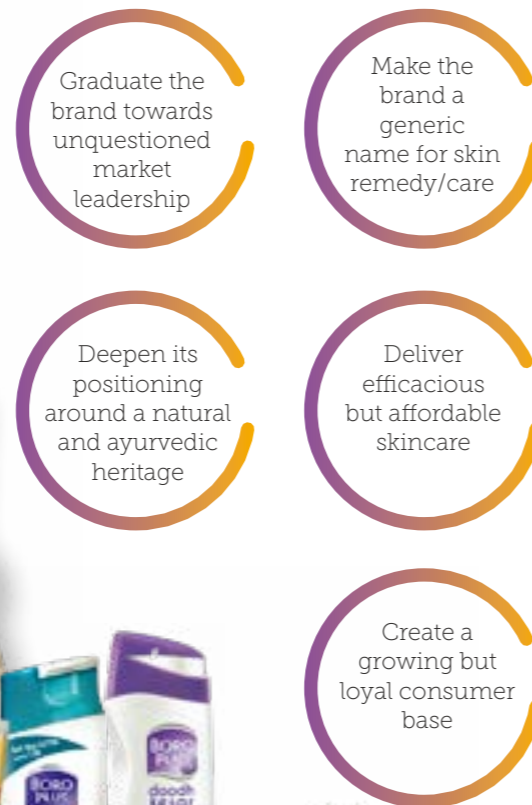 Graduate the
brand towards
unquestioned
market
leadership
Make the
brand a
generic
name for skin
remedy/care
Deepen its
positioning
around a natural
and ayurvedic
heritage
Deliver
efficacious
but affordable
skincare
Create a
growing but
loyal consumer
base
BORO
PLUS
BORO
PLUS
doodh
kesar